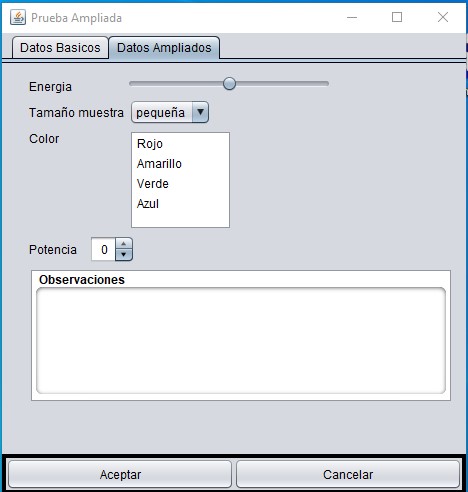 Prueba Ampliada
Datos Basicos Datos Ampliados
Energia
Tamaño muestra pequeña
Color
Rojo
Amarillo
Verde
Azul
Potencia 0
Observaciones
Aceptar Cancelar